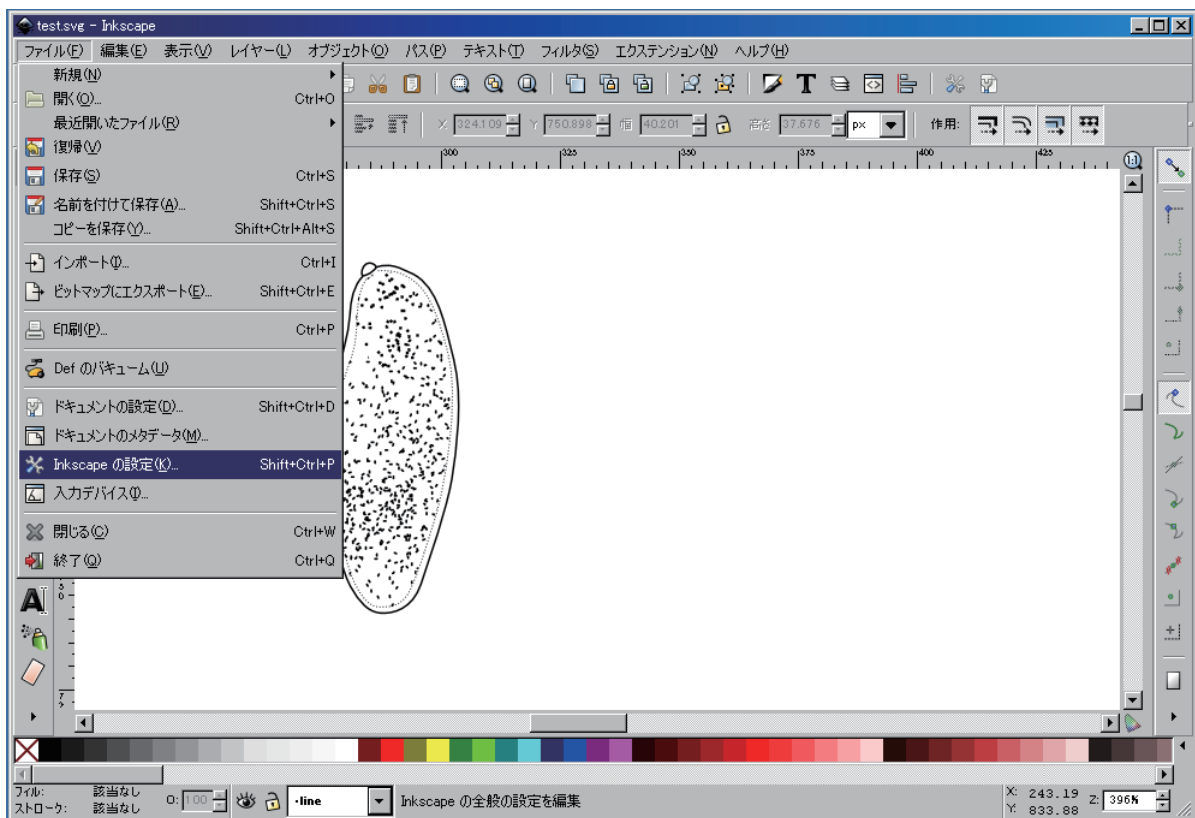 test.svg - Inkscape
ファイル(F) 編集(E) 表示(V) レイヤー(L) オブジェクト(O) パス(P) テキスト(T) フィルタ(S) エクステンション(N) ヘルプ(H)
新規(N)
開く(O)... Ctrl+O
最近開いたファイル(R)
復帰(V)
保存(S) Ctrl+S
名前を付けて保存(A)... Shift+Ctrl+S
コピーを保存(Y)... Shift+Ctrl+Alt+S
インポート(I)... Ctrl+I
ビットマップにエクスポート(E)... Shift+Ctrl+E
印刷(P)... Ctrl+P
Def のバキューム(U)
ドキュメントの設定(D)... Shift+Ctrl+D
ドキュメントのメタデータ(M)...
Inkscape の設定(K)... Shift+Ctrl+P
入力デバイス(I)...
閉じる(C) Ctrl+W
終了(Q) Ctrl+Q
X 324.109 Y 750.898 幅 40.201 高さ 37.676 px 作用:
300 325 350 375 400 425
1:1
フィル: 該当なし
ストローク: 該当なし
O: 100
·line
Inkscape の全般の設定を編集
X: 243.19
Y: 833.88
Z: 396%